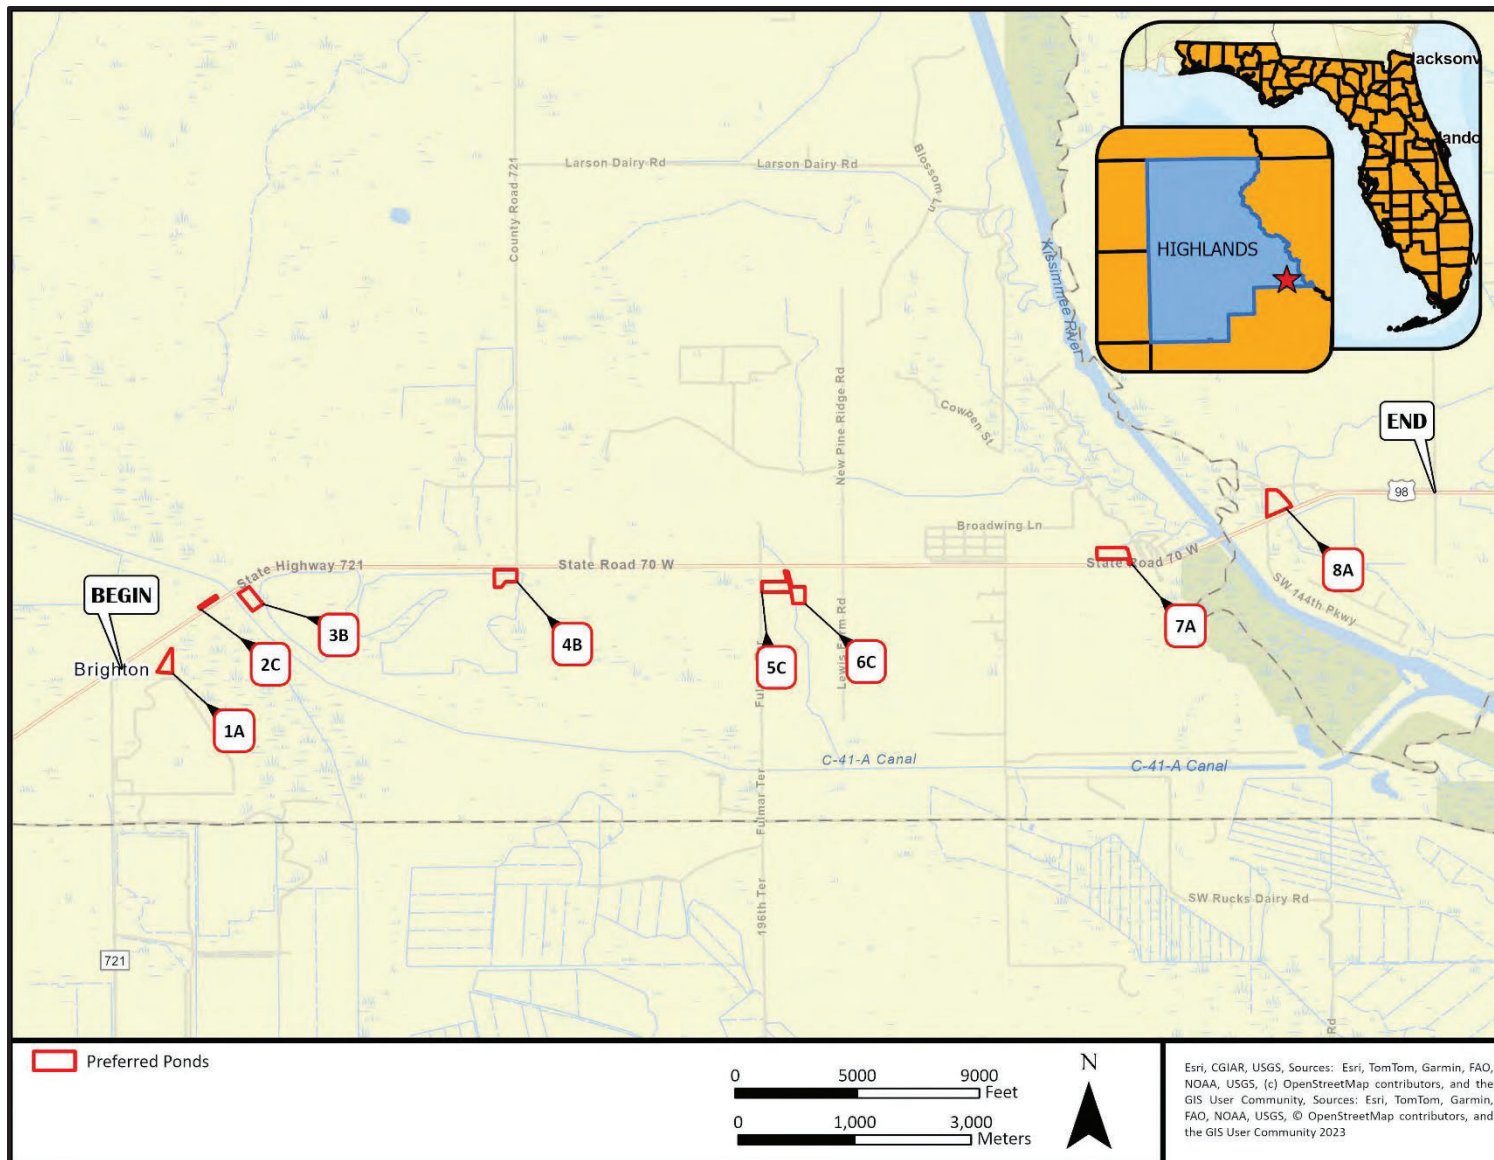 Jacksonv
lando
M
HIGHLANDS
Larson Dairy Rd
Larson Dairy Rd
Blossom Ln
County Road 721
Kissimmee River
New Pine Ridge Rd
Cowpen St
END
98
Broadwing Ln
State Highway 721
State Road 70 W
State Road 70 W
BEGIN
Brighton
1A
2C
3B
4B
5C
6C
7A
8A
SW 144th Pkwy
Lewis Farm Rd
C-41-A Canal
C-41-A Canal
Fulmar Ter
196th Ter
SW Rucks Dairy Rd
721
Rd
Preferred Ponds
0 5000 9000
Feet
0 1,000 3,000
Meters
N
Esri, CGIAR, USGS, Sources: Esri, TomTom, Garmin, FAO,
NOAA, USGS, (c) OpenStreetMap contributors, and the
GIS User Community, Sources: Esri, TomTom, Garmin,
FAO, NOAA, USGS, © OpenStreetMap contributors, and
the GIS User Community 2023